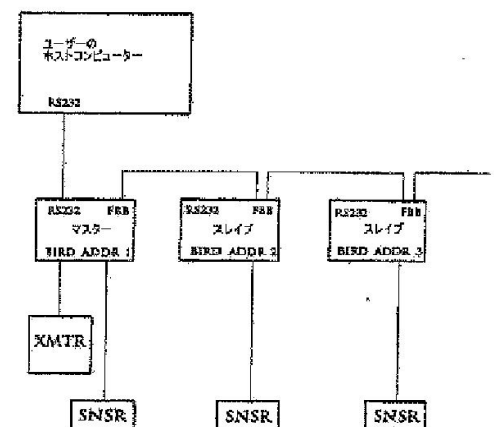 ユーザーの
ホストコンピューター
RS232
RS232 FBB
マスター
BIRD ADDR 1
RS232 FBB
スレイブ
BIRD ADDR 2
RS232 FBB
スレイブ
BIRD ADDR 3
XMTR
SNSR
SNSR
SNSR